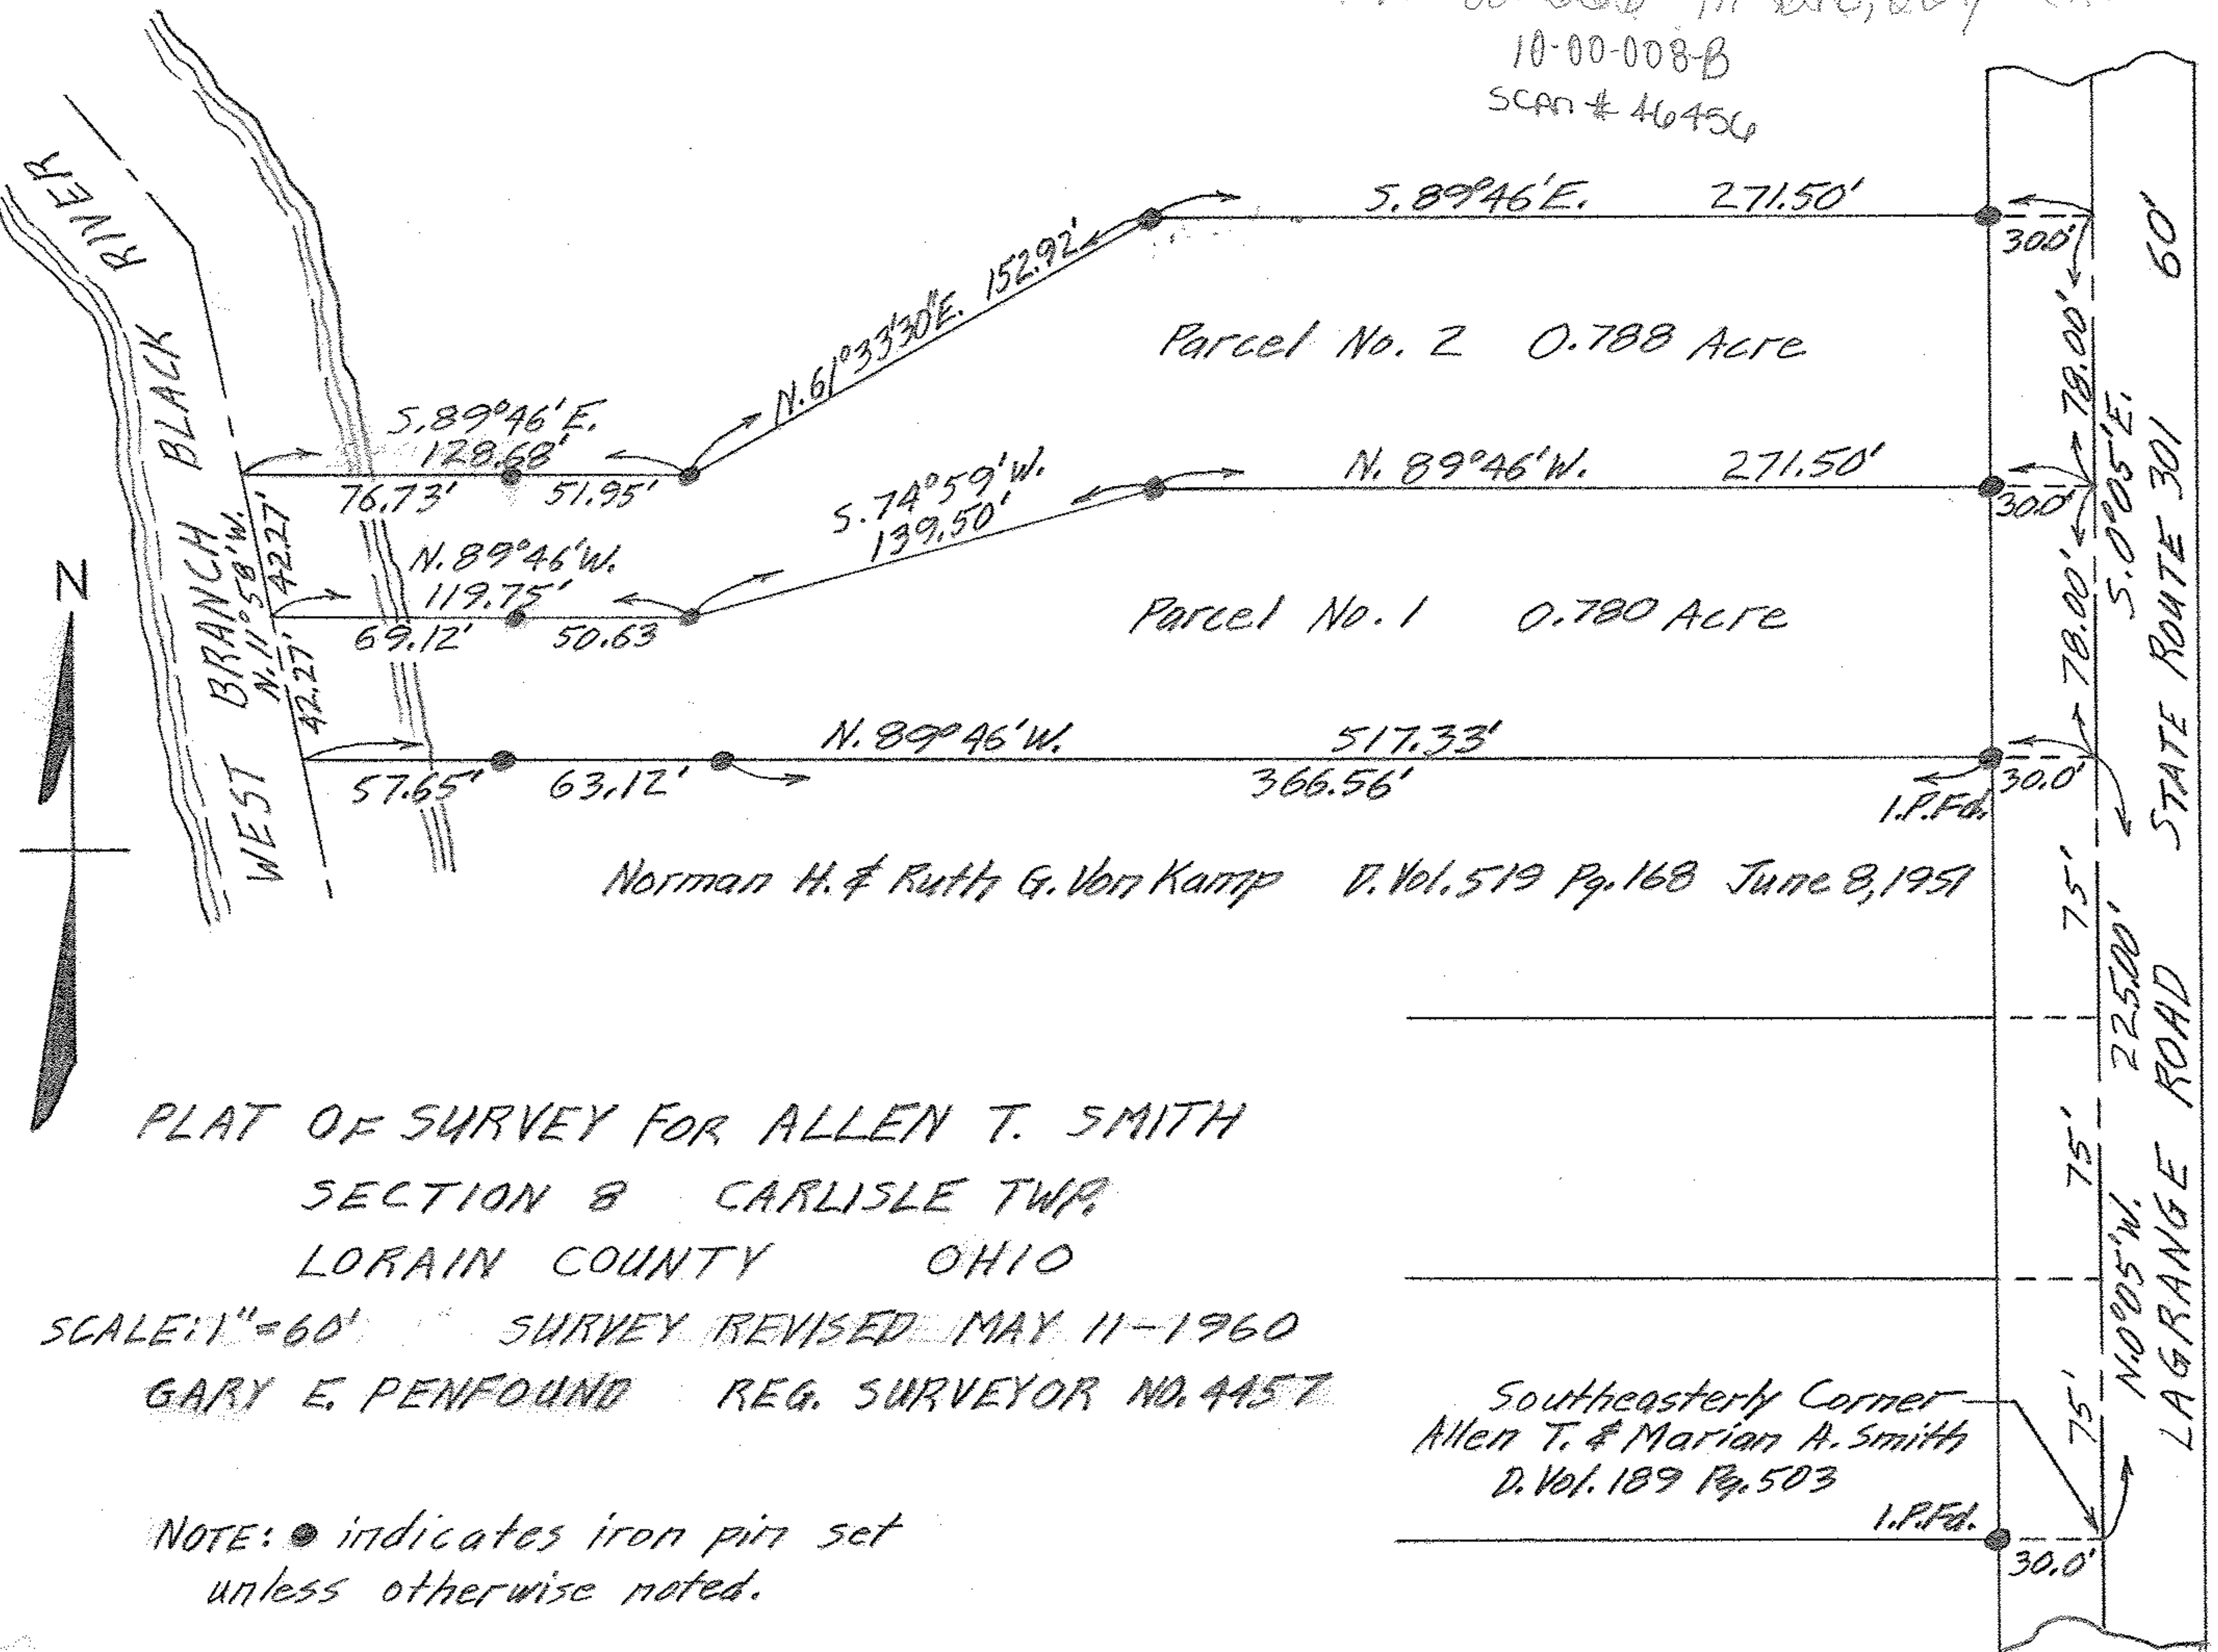 10-00-008-B
SCAN # 46456
S. 89°46'E. 271.50'
30.0'
N.61°33'30"E. 152.92'
78.00'
60'
Parcel No. 2 0.788 Acre
S. 89°46'E.
128.68'
76.73' 51.95'
S. 74°59'W.
139.50'
N. 89°46'W. 271.50'
30.0'
42.27'
N. 11°58'W.
42.27'
N. 89°46'W.
119.75'
69.12' 50.63
Parcel No. 1 0.780 Acre
78.00'
S. 0°05'E.
N
WEST BRANCH BLACK RIVER
N. 89°46'W. 517.33'
57.65' 63.12' 366.56'
30.0'
I.P.Fd.
Norman H. & Ruth G. Von Kamp D. Vol. 519 Pg. 168 June 8, 1951
75'
75'
75'
N. 0°05'W. 225.00'
LAGRANGE ROAD STATE ROUTE 301
PLAT OF SURVEY FOR ALLEN T. SMITH
SECTION 8 CARLISLE TWP.
LORAIN COUNTY OHIO
SCALE: 1"=60' SURVEY REVISED MAY 11-1960
GARY E. PENFOUND REG. SURVEYOR NO. 4457
Southeasterly Corner
Allen T. & Marian A. Smith
D. Vol. 189 Pg. 503
I.P.Fd.
30.0'
NOTE: ● indicates iron pin set
unless otherwise noted.